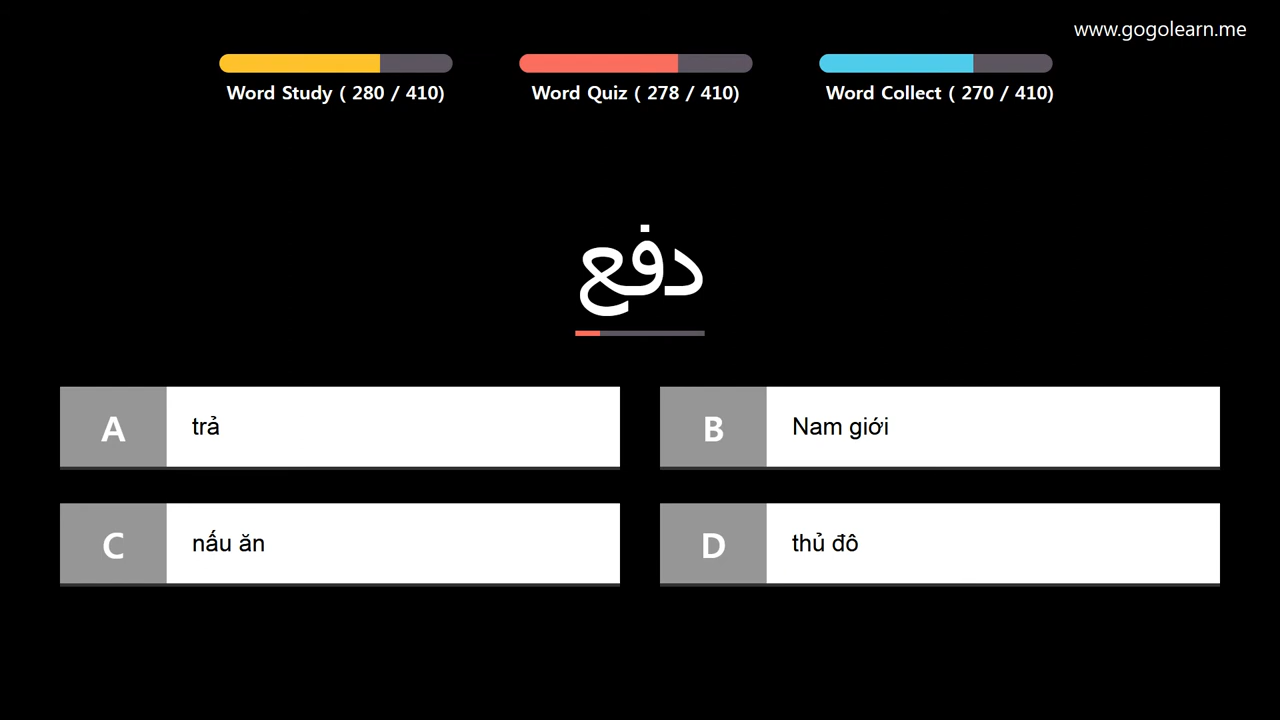 www.gogolearn.me
Word Study ( 280 / 410)
Word Quiz ( 278 / 410)
Word Collect ( 270 / 410)
دفع
A
trả
B
Nam giới
C
nấu ăn
D
thủ đô